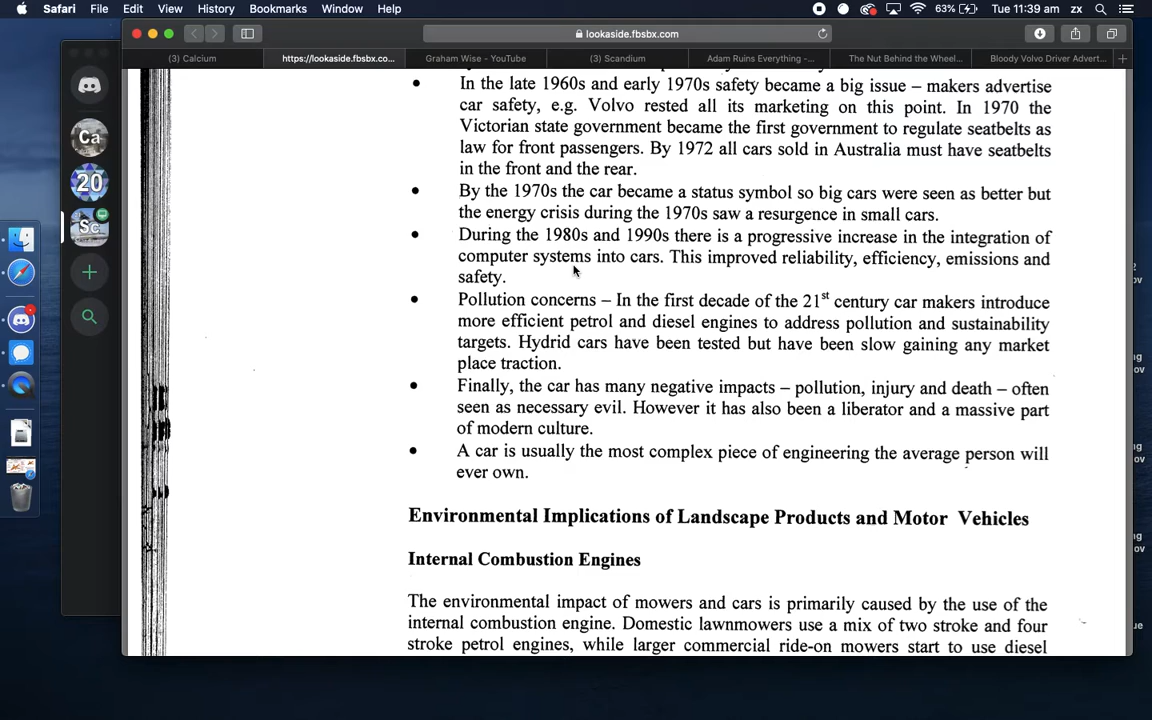 Safari File Edit View History Bookmarks Window Help 63% Tue 11:39 am zx
lookaside.fbsbx.com
(3) Calcium https://lookaside.fbsbx.co... Graham Wise - YouTube (3) Scandium Adam Ruins Everything -... The Nut Behind the Wheel... Bloody Volvo Driver Advert...
Ca
20
Sc
• In the late 1960s and early 1970s safety became a big issue – makers advertise
car safety, e.g. Volvo rested all its marketing on this point. In 1970 the
Victorian state government became the first government to regulate seatbelts as
law for front passengers. By 1972 all cars sold in Australia must have seatbelts
in the front and the rear.
• By the 1970s the car became a status symbol so big cars were seen as better but
the energy crisis during the 1970s saw a resurgence in small cars.
• During the 1980s and 1990s there is a progressive increase in the integration of
computer systems into cars. This improved reliability, efficiency, emissions and
safety.
• Pollution concerns – In the first decade of the 21st century car makers introduce
more efficient petrol and diesel engines to address pollution and sustainability
targets. Hydrid cars have been tested but have been slow gaining any market
place traction.
• Finally, the car has many negative impacts – pollution, injury and death – often
seen as necessary evil. However it has also been a liberator and a massive part
of modern culture.
• A car is usually the most complex piece of engineering the average person will
ever own.
Environmental Implications of Landscape Products and Motor Vehicles
Internal Combustion Engines
The environmental impact of mowers and cars is primarily caused by the use of the
internal combustion engine. Domestic lawnmowers use a mix of two stroke and four
stroke petrol engines, while larger commercial ride-on mowers start to use diesel